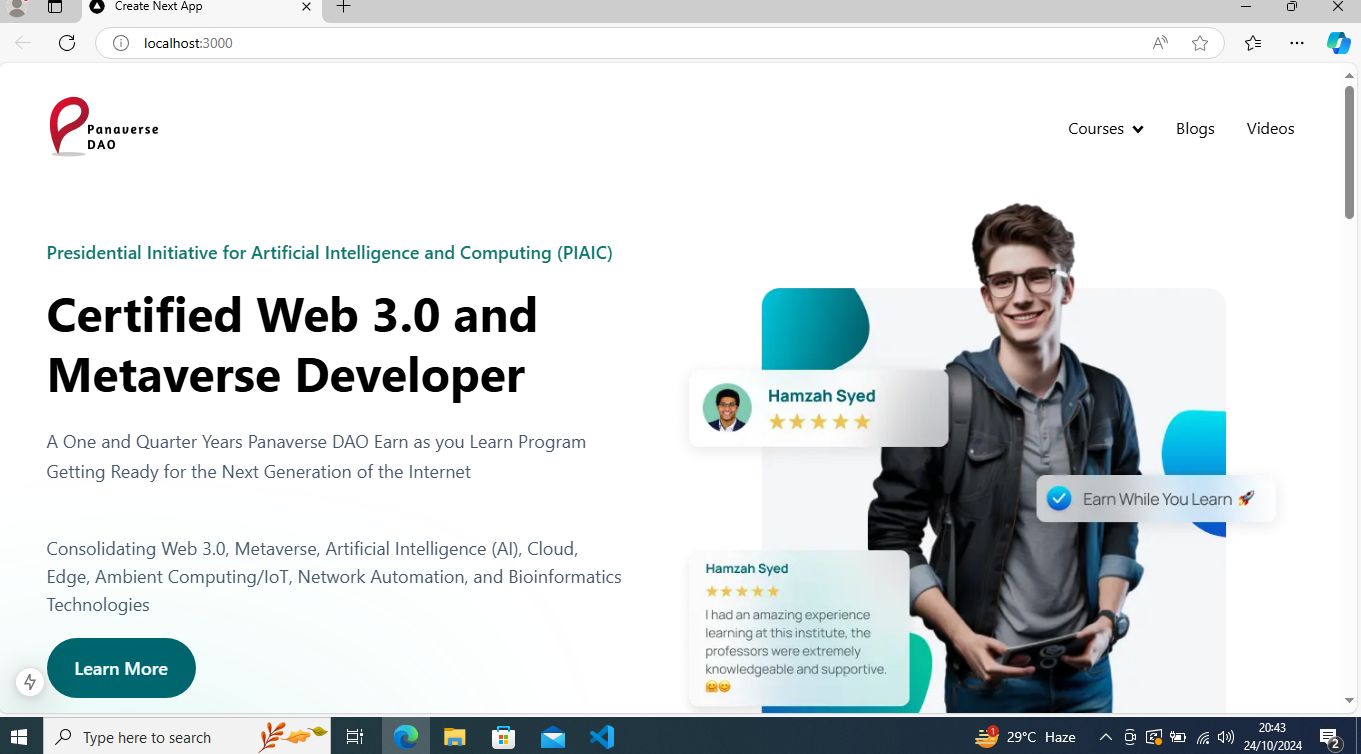 Create Next App
localhost:3000
Panaverse
DAO
Courses
Blogs
Videos
Presidential Initiative for Artificial Intelligence and Computing (PIAIC)
Certified Web 3.0 and
Metaverse Developer
A One and Quarter Years Panaverse DAO Earn as you Learn Program
Getting Ready for the Next Generation of the Internet
Consolidating Web 3.0, Metaverse, Artificial Intelligence (AI), Cloud,
Edge, Ambient Computing/IoT, Network Automation, and Bioinformatics
Technologies
Learn More
Hamzah Syed
Earn While You Learn 🚀
Hamzah Syed
I had an amazing experience
learning at this institute, the
professors were extremely
knowledgeable and supportive.
🤗😊
Type here to search
1
29°C Haze
20:43
24/10/2024
2